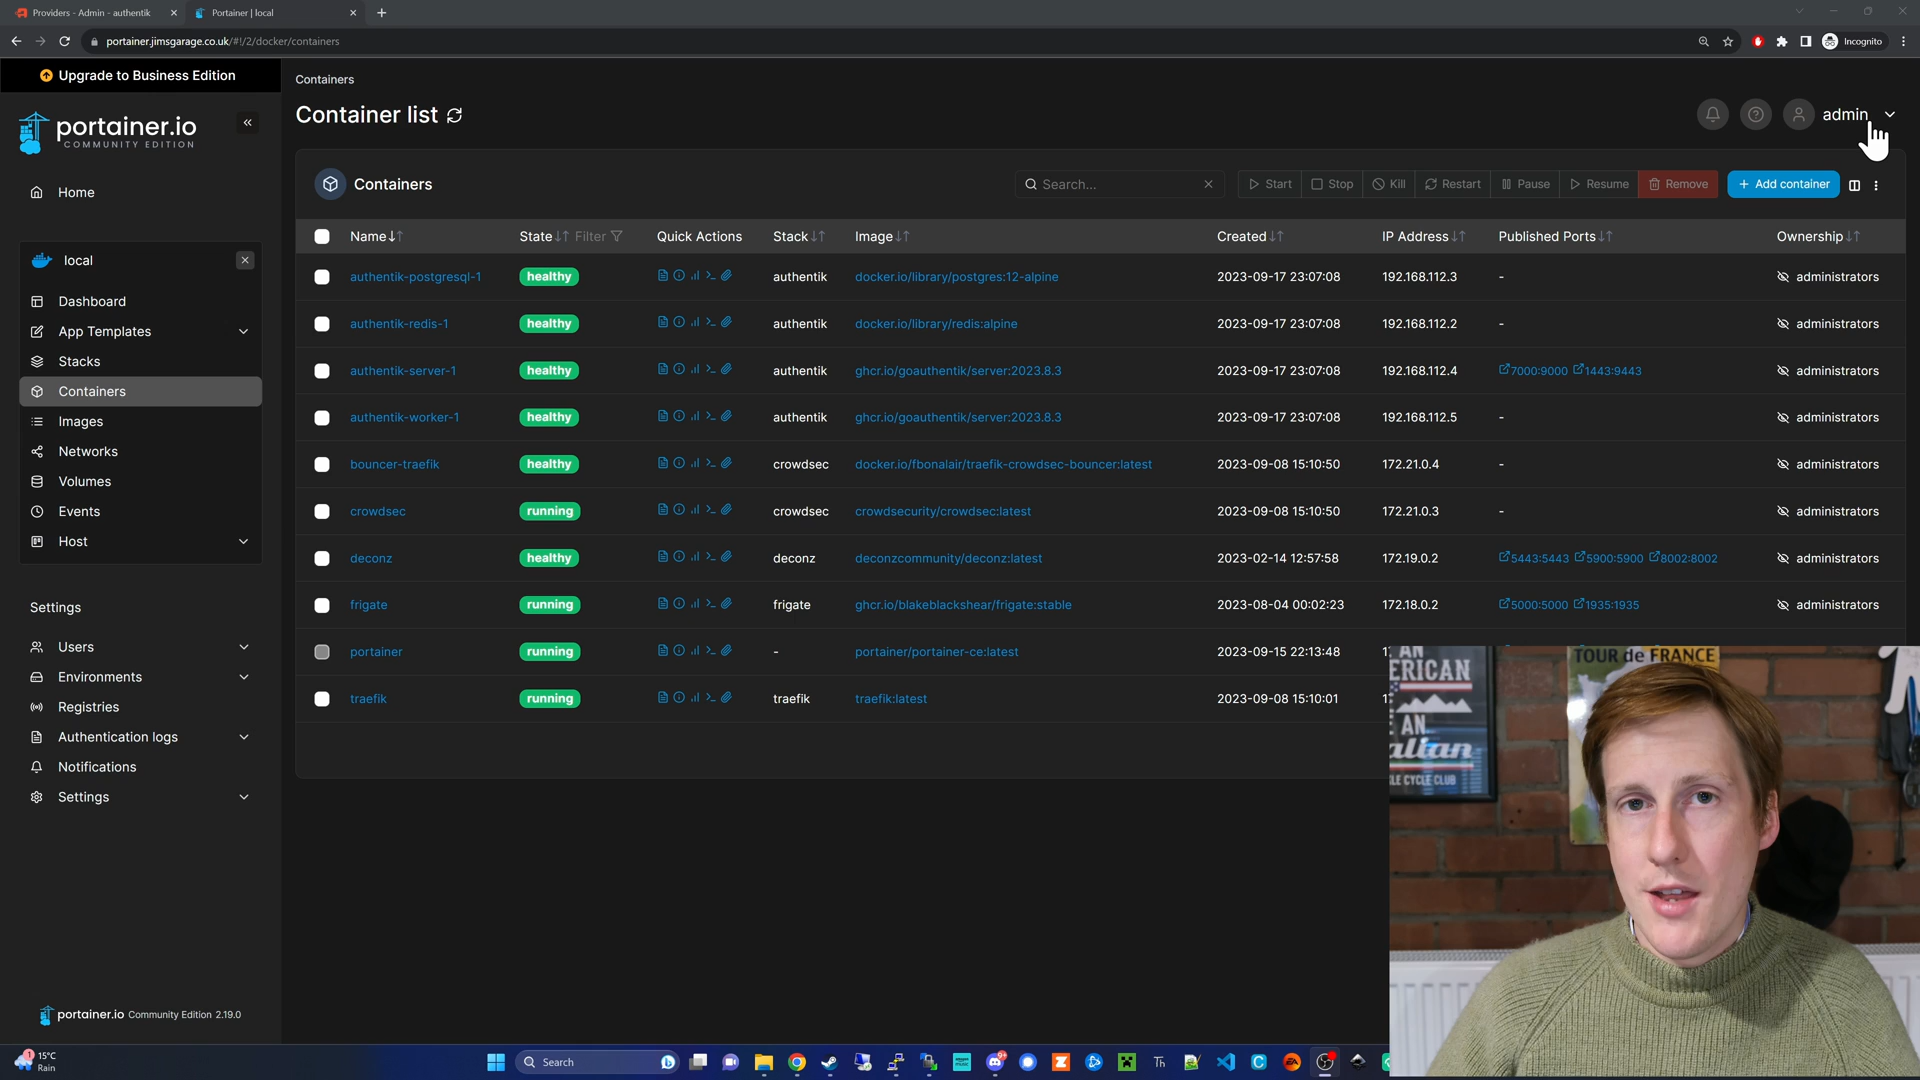 Providers - Admin - authentik
Portainer | local
portainer.jimsgarage.co.uk/#!/2/docker/containers
Incognito
Upgrade to Business Edition
portainer.io
COMMUNITY EDITION
Home
local
Dashboard
App Templates
Stacks
Containers
Images
Networks
Volumes
Events
Host
Settings
Users
Environments
Registries
Authentication logs
Notifications
Settings
portainer.io Community Edition 2.19.0
Containers
Container list
admin
Containers
Search...
Start Stop Kill Restart Pause Resume Remove + Add container
Name State Filter Quick Actions Stack Image Created IP Address Published Ports Ownership
authentik-postgresql-1 healthy authentik docker.io/library/postgres:12-alpine 2023-09-17 23:07:08 192.168.112.3 - administrators
authentik-redis-1 healthy authentik docker.io/library/redis:alpine 2023-09-17 23:07:08 192.168.112.2 - administrators
authentik-server-1 healthy authentik ghcr.io/goauthentik/server:2023.8.3 2023-09-17 23:07:08 192.168.112.4 7000:9000 1443:9443 administrators
authentik-worker-1 healthy authentik ghcr.io/goauthentik/server:2023.8.3 2023-09-17 23:07:08 192.168.112.5 - administrators
bouncer-traefik healthy crowdsec docker.io/fbonalair/traefik-crowdsec-bouncer:latest 2023-09-08 15:10:50 172.21.0.4 - administrators
crowdsec running crowdsec crowdsecurity/crowdsec:latest 2023-09-08 15:10:50 172.21.0.3 - administrators
deconz healthy deconz deconzcommunity/deconz:latest 2023-02-14 12:57:58 172.19.0.2 5443:5443 5900:5900 8002:8002 administrators
frigate running frigate ghcr.io/blakeblackshear/frigate:stable 2023-08-04 00:02:23 172.18.0.2 5000:5000 1935:1935 administrators
portainer running - portainer/portainer-ce:latest 2023-09-15 22:13:48
traefik running traefik traefik:latest 2023-09-08 15:10:01
AN
ERICAN
AN
alian
LE CYCLE CLUB
TOUR de FRANCE
15°C
Rain
Search